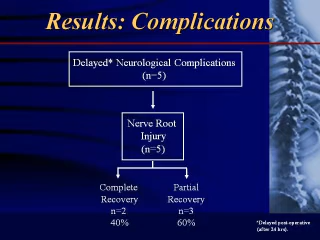 Results: Complications
Delayed* Neurological Complications
(n=5)
Nerve Root
Injury
(n=5)
Complete
Recovery
n=2
40%
Partial
Recovery
n=3
60%
*Delayed post-operative
(after 24 hrs).